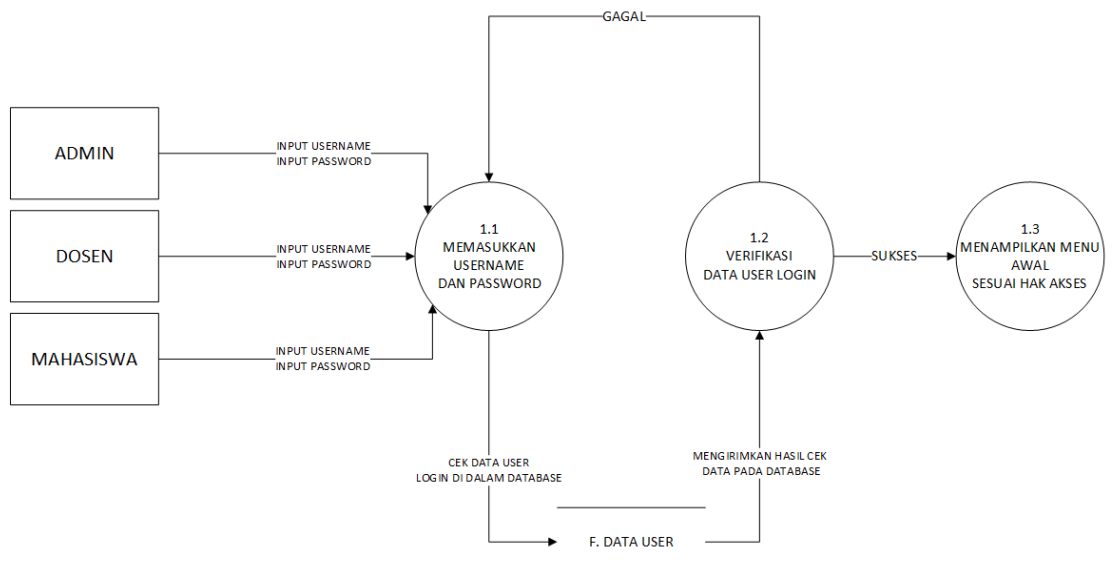 GAGAL
ADMIN
INPUT USERNAME
INPUT PASSWORD
DOSEN
INPUT USERNAME
INPUT PASSWORD
MAHASISWA
INPUT USERNAME
INPUT PASSWORD
1.1
MEMASUKKAN
USERNAME
DAN PASSWORD
1.2
VERIFIKASI
DATA USER LOGIN
SUKSES
1.3
MENAMPILKAN MENU
AWAL
SESUAI HAK AKSES
CEK DATA USER
LOGIN DI DALAM DATABASE
MENGIRIMKAN HASIL CEK
DATA PADA DATABASE
F. DATA USER